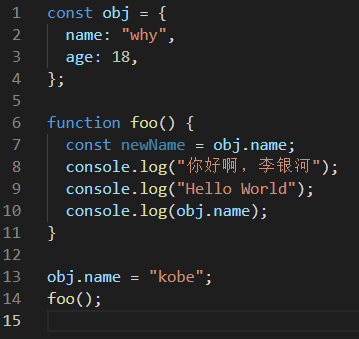 1 const obj = {
2   name: "why",
3   age: 18,
4 };
5
6 function foo() {
7   const newName = obj.name;
8   console.log("你好啊，李银河");
9   console.log("Hello World");
10   console.log(obj.name);
11 }
12
13 obj.name = "kobe";
14 foo();
15